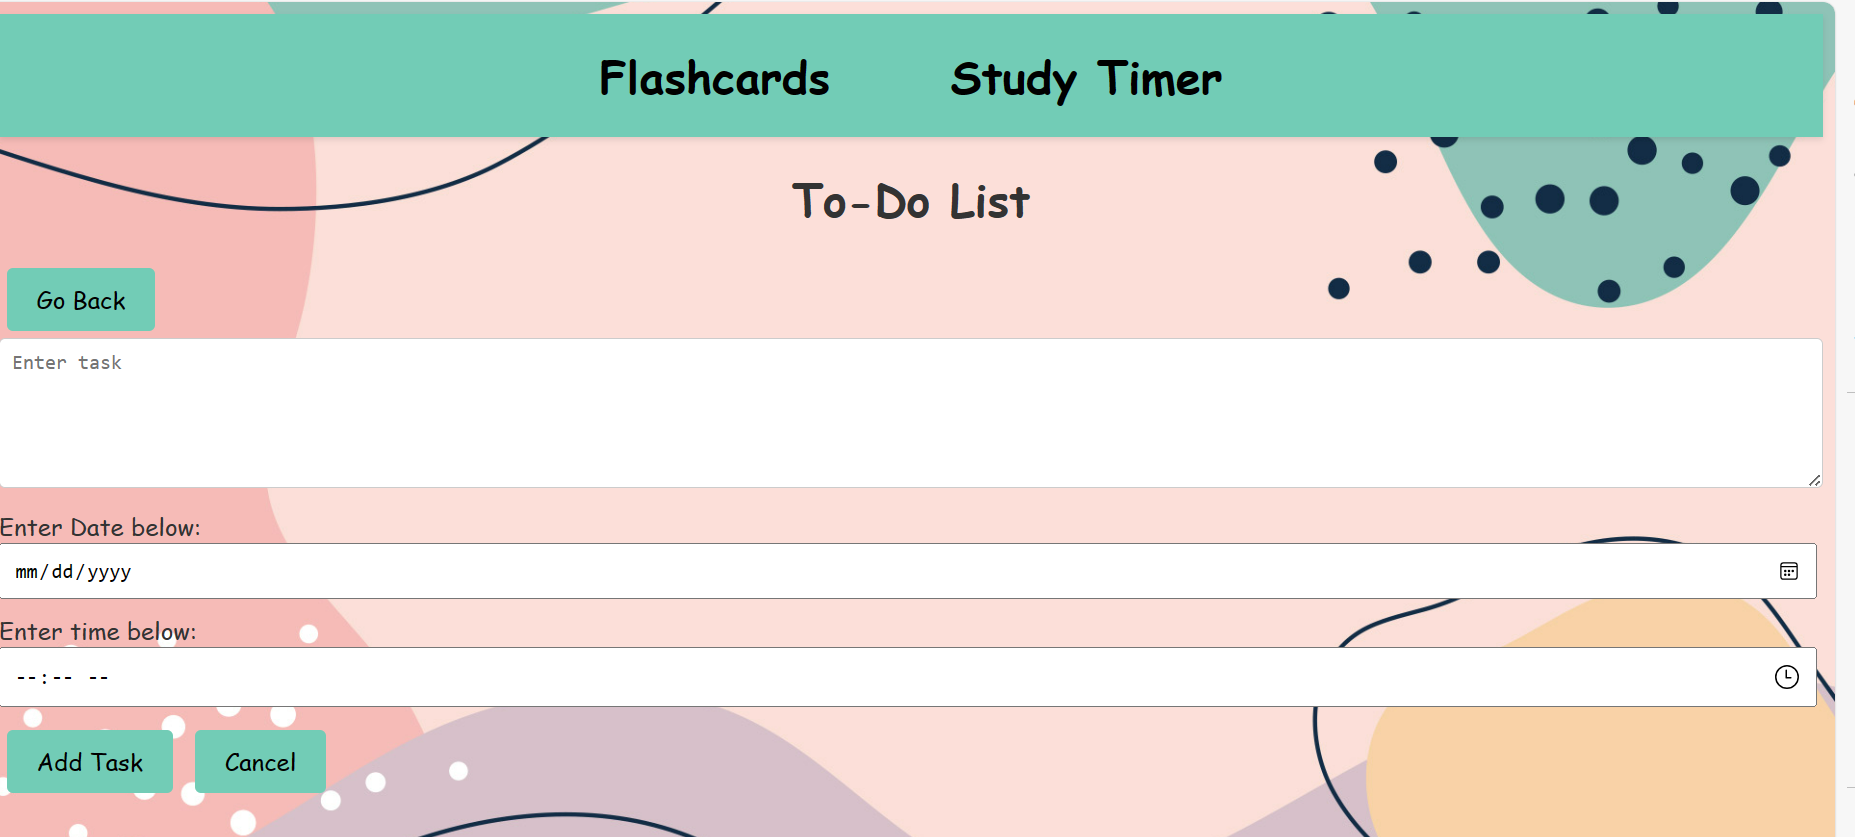 Flashcards Study Timer
To-Do List
Go Back
Enter task
Enter Date below:
mm/dd/yyyy
Enter time below:
--:-- --
Add Task Cancel